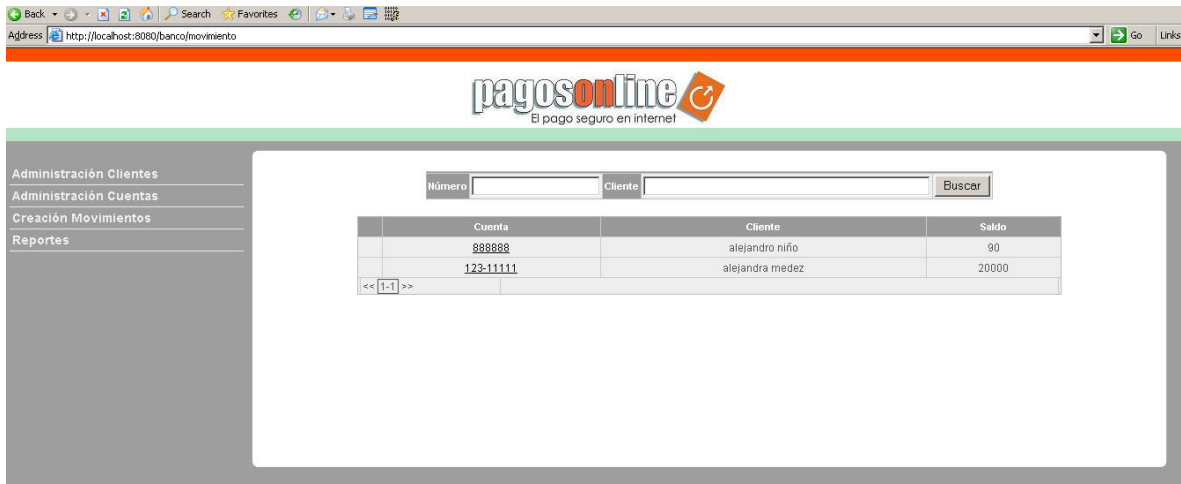 Back Search Favorites
Address http://localhost:8080/banco/movimiento Go Links
pagosonline
El pago seguro en internet
Administración Clientes
Administración Cuentas
Creación Movimientos
Reportes
Número Cliente Buscar
Cuenta Cliente Saldo
888888 alejandro niño 90
123-11111 alejandra medez 20000
<< 1-1 >>